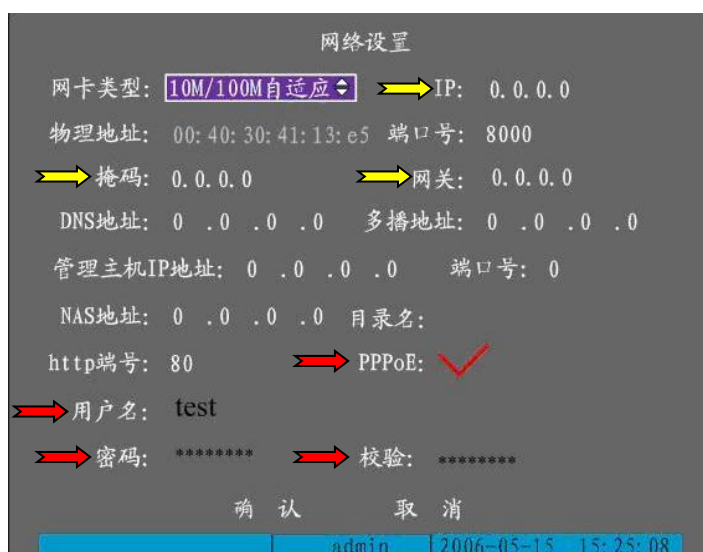 网络设置
网卡类型: 10M/100M自适应 IP: 0.0.0.0
物理地址: 00:40:30:41:13:e5 端口号: 8000
掩码: 0.0.0.0 网关: 0.0.0.0
DNS地址: 0 .0 .0 .0 多播地址: 0 .0 .0 .0
管理主机IP地址: 0 .0 .0 .0 端口号: 0
NAS地址: 0 .0 .0 .0 目录名:
http端号: 80 PPPoE:
用户名: test
密码: ******** 校验: ********
确 认 取 消
admin 2006-05-15 15:25:08